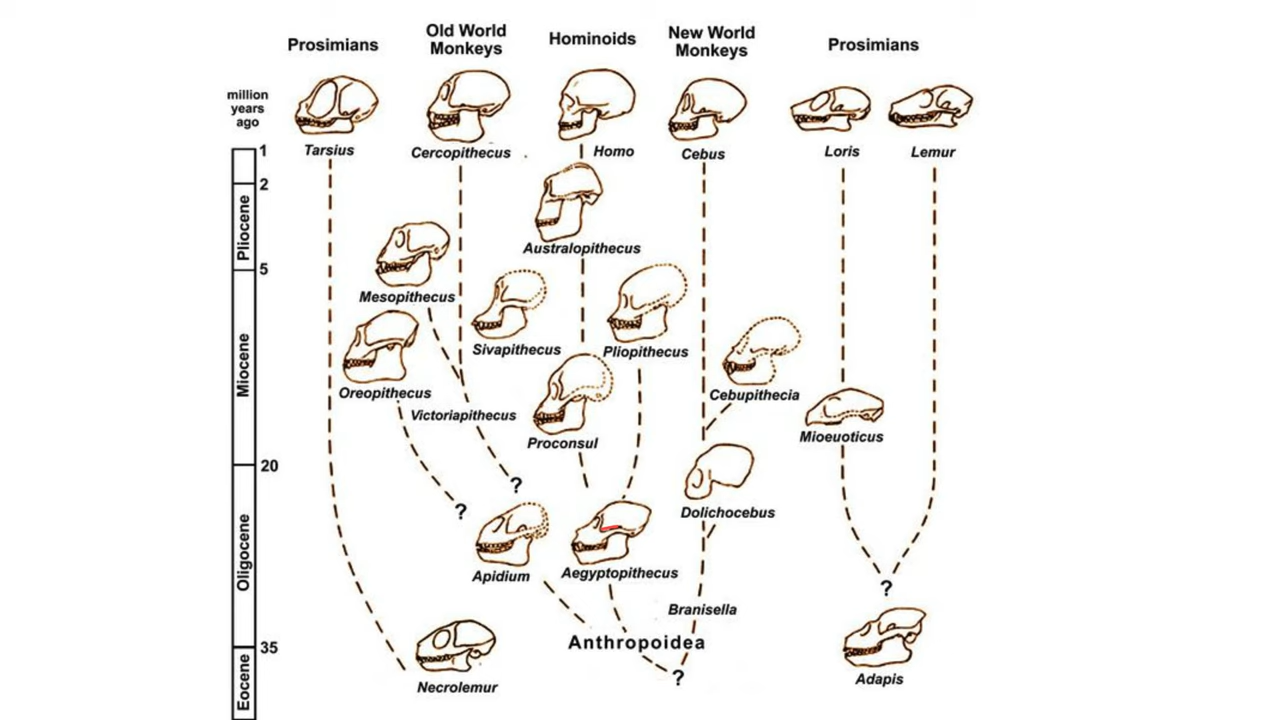 Prosimians
Old World
Monkeys
Hominoids
New World
Monkeys
Prosimians
million
years
ago
Tarsius
Cercopithecus
Homo
Cebus
Loris
Lemur
1
2
Pliocene
Australopithecus
5
Mesopithecus
Sivapithecus
Pliopithecus
Miocene
Oreopithecus
Cebupithecia
Victoriapithecus
Proconsul
Mioeuoticus
20
?
?
Dolichocebus
Oligocene
Apidium
Aegyptopithecus
?
Branisella
Anthropoidea
35
?
Eocene
Necrolemur
Adapis